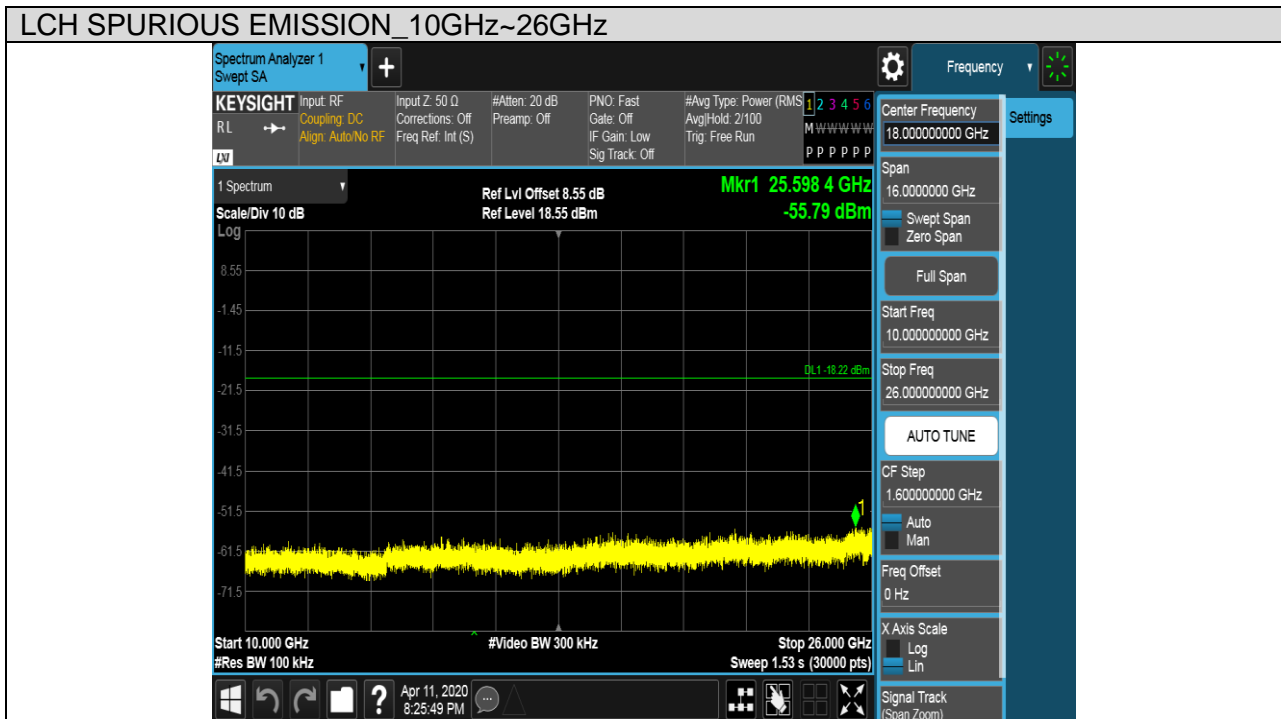 LCH SPURIOUS EMISSION_10GHz~26GHz
Spectrum Analyzer 1
Swept SA
Frequency
KEYSIGHT
RL
LXI
Input: RF
Coupling: DC
Align: Auto/No RF
Input Z: 50 Ω
Corrections: Off
Freq Ref: Int (S)
#Atten: 20 dB
Preamp: Off
PNO: Fast
Gate: Off
IF Gain: Low
Sig Track: Off
#Avg Type: Power (RMS
Avg|Hold: 2/100
Trig: Free Run
1 2 3 4 5 6
M W W W W W
P P P P P P
1 Spectrum
Scale/Div 10 dB
Ref Lvl Offset 8.55 dB
Ref Level 18.55 dBm
Mkr1 25.598 4 GHz
-55.79 dBm
Log
8.55
-1.45
-11.5
-21.5
-31.5
-41.5
-51.5
-61.5
-71.5
DL1 -18.22 dBm
1
Start 10.000 GHz
#Res BW 100 kHz
#Video BW 300 kHz
Stop 26.000 GHz
Sweep 1.53 s (30000 pts)
?
Apr 11, 2020
8:25:49 PM
Settings
Center Frequency
18.000000000 GHz
Span
16.0000000 GHz
Swept Span
Zero Span
Full Span
Start Freq
10.000000000 GHz
Stop Freq
26.000000000 GHz
AUTO TUNE
CF Step
1.600000000 GHz
Auto
Man
Freq Offset
0 Hz
X Axis Scale
Log
Lin
Signal Track
(Span Zoom)